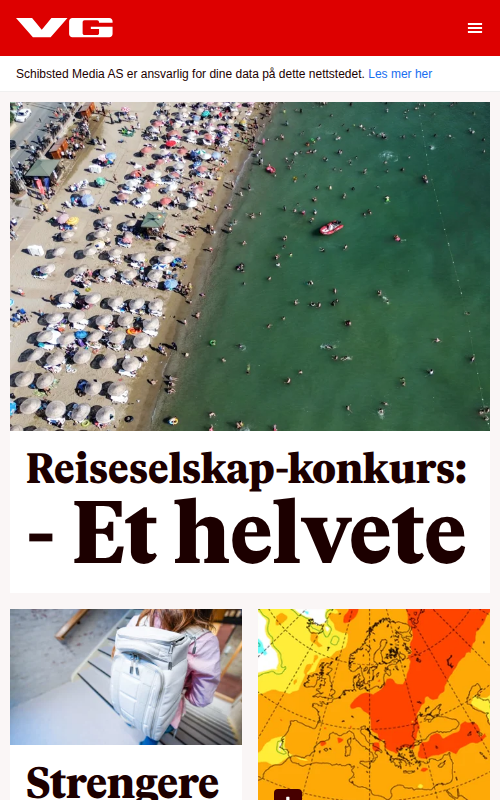 VG
Schibsted Media AS er ansvarlig for dine data på dette nettstedet. Les mer her
Reiseselskap-konkurs:
- Et helvete
Strengere